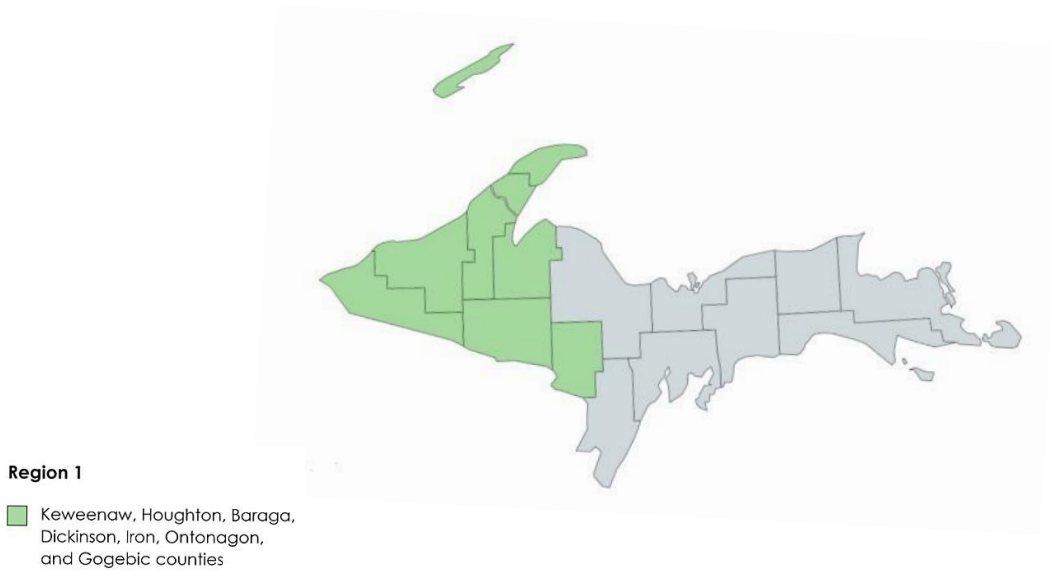 Region 1
Keweenaw, Houghton, Baraga,
Dickinson, Iron, Ontonagon,
and Gogebic counties